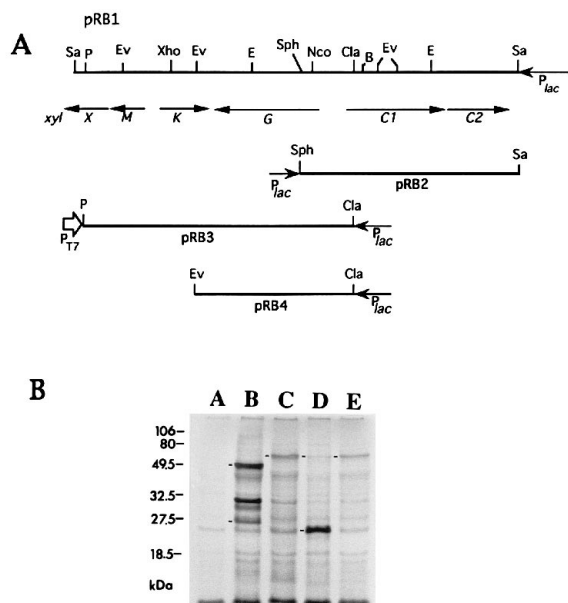 pRB1
A
Sa P Ev Xho Ev E Sph Nco Cla B Ev E Sa
Plac
xyl X M K G C1 C2
Sph Sa
Plac pRB2
P Cla
PT7 pRB3 Plac
Ev Cla
pRB4 Plac
B
A B C D E
106-
80-
49.5-
32.5-
27.5-
18.5-
kDa